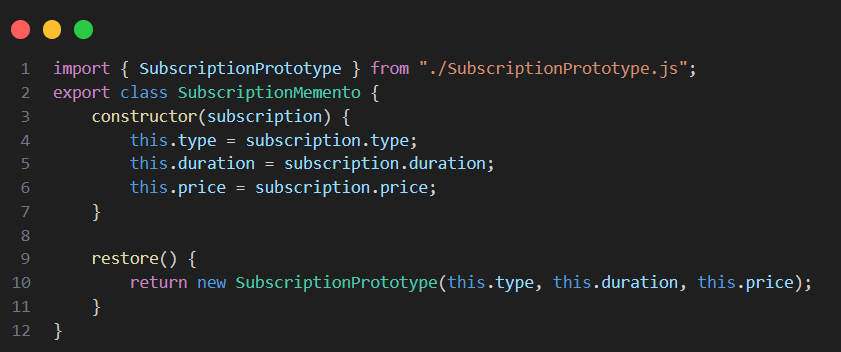 1 import { SubscriptionPrototype } from "./SubscriptionPrototype.js";
2 export class SubscriptionMemento {
3     constructor(subscription) {
4         this.type = subscription.type;
5         this.duration = subscription.duration;
6         this.price = subscription.price;
7     }
8
9     restore() {
10         return new SubscriptionPrototype(this.type, this.duration, this.price);
11     }
12 }